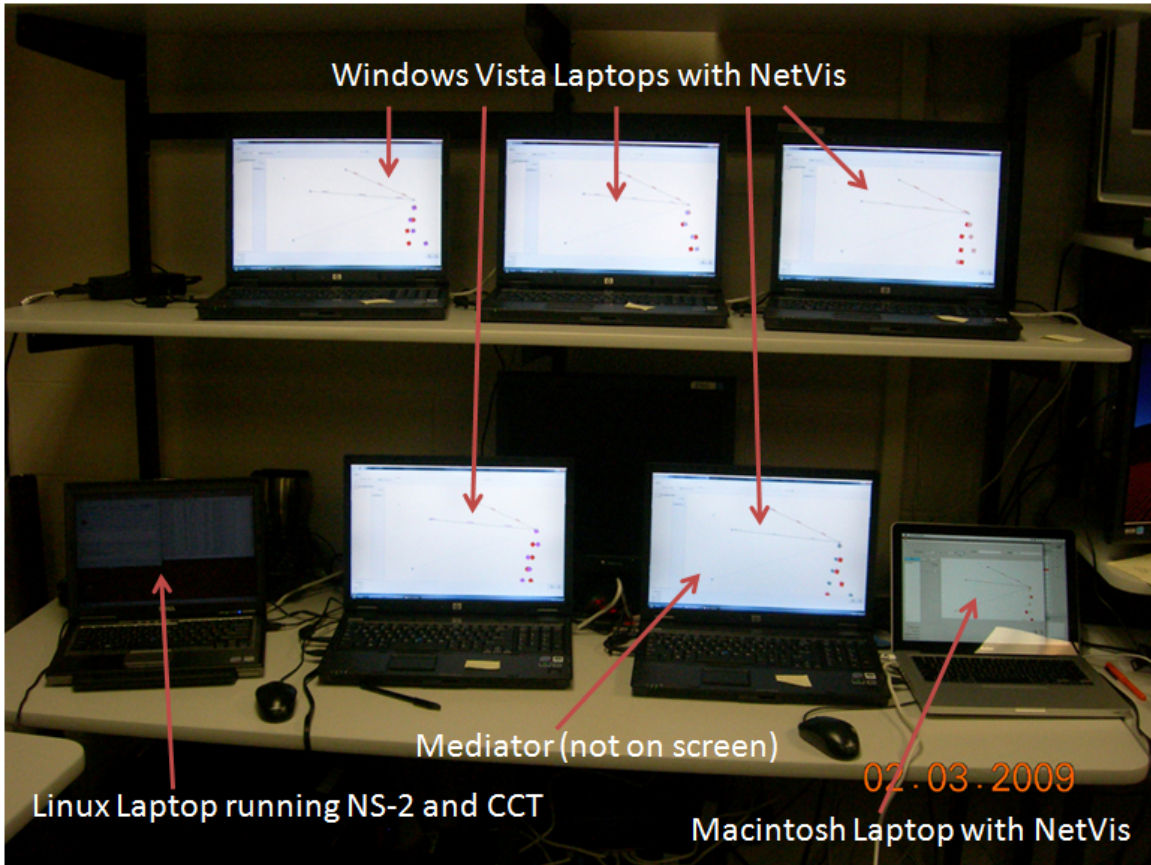 Windows Vista Laptops with NetVis
Mediator (not on screen)
02.03.2009
Linux Laptop running NS-2 and CCT
Macintosh Laptop with NetVis